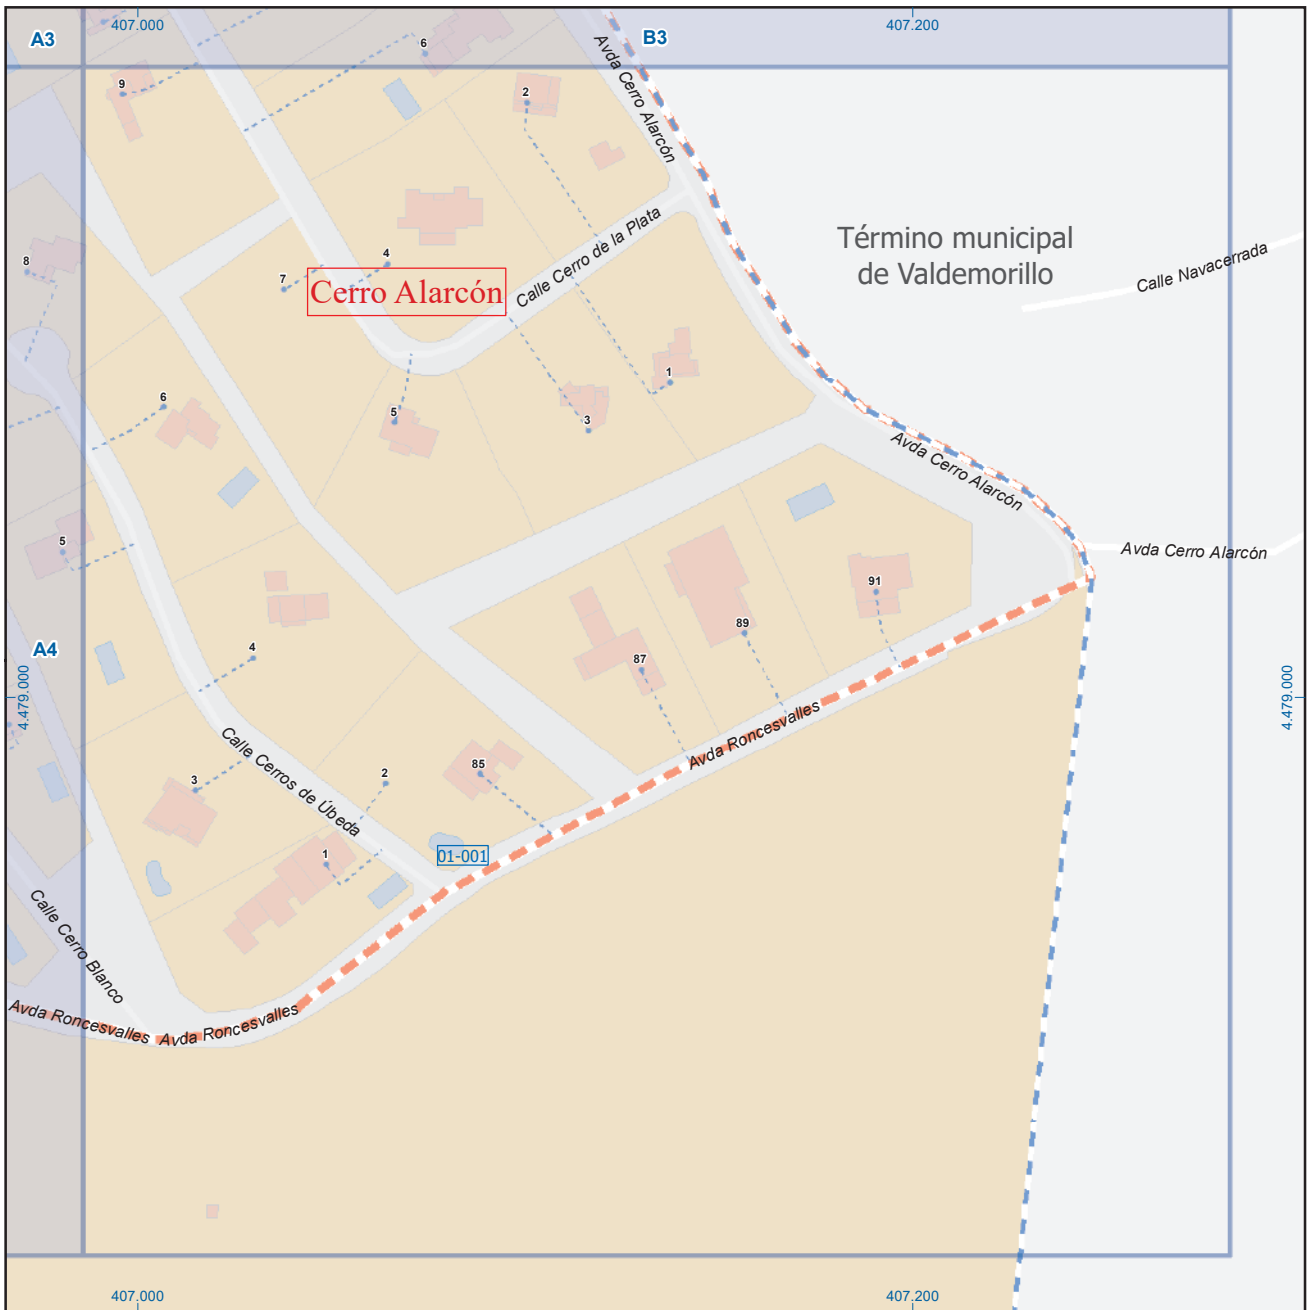 407.000
407.200
A3
B3
6
Avda Cerro Alarcón
9
2
Calle Cerro de la Plata
Término municipal
de Valdemorillo
Calle Navacerrada
8
4
7
Cerro Alarcón
1
6
5
3
Avda Cerro Alarcón
5
Avda Cerro Alarcón
91
89
A4
4
87
4.479.000
4.479.000
Avda Roncesvalles
Calle Cerros de Úbeda
85
3
2
1
01-001
Calle Cerro Blanco
Avda Roncesvalles
Avda Roncesvalles
407.000
407.200